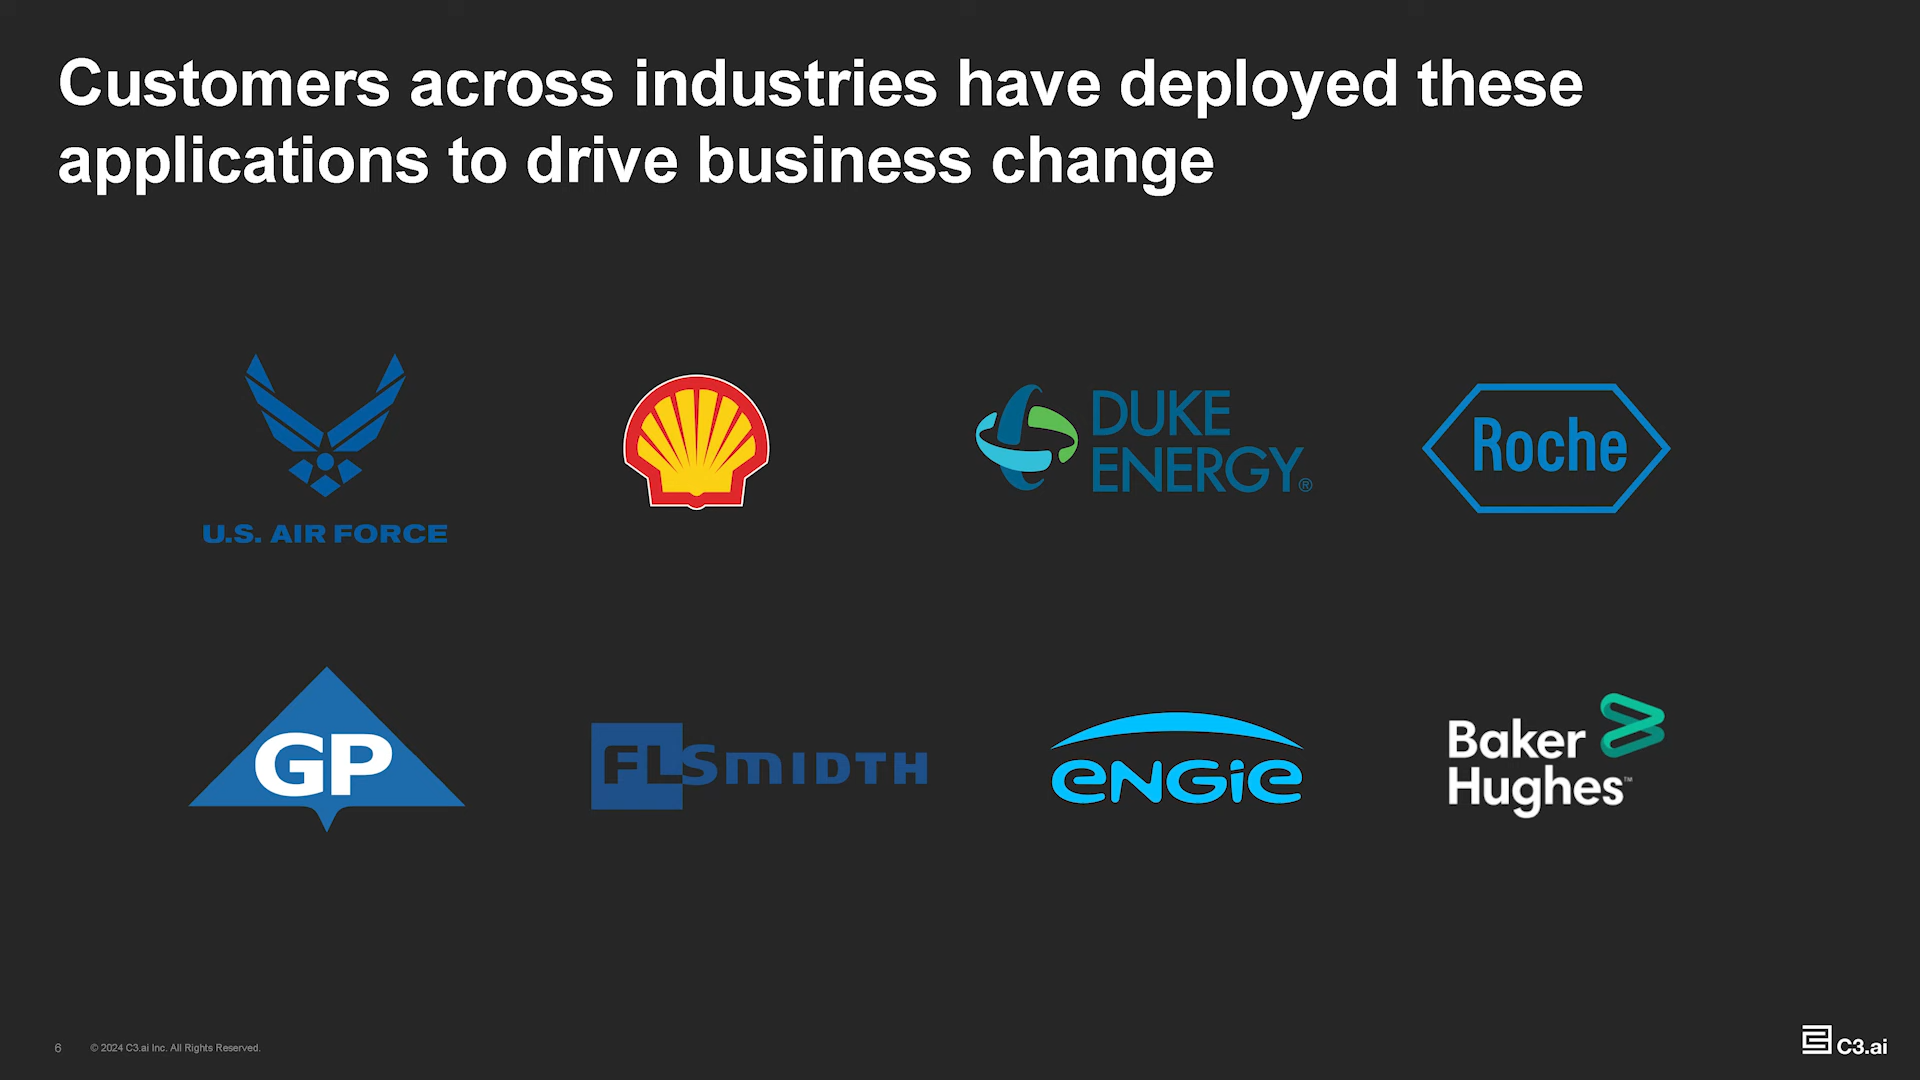 Customers across industries have deployed these
applications to drive business change
U.S. AIR FORCE
DUKE
ENERGY®
Roche
GP
FLSMIDTH
ENGIE
Baker
Hughes™
6 © 2024 C3.ai Inc. All Rights Reserved.
C3.ai